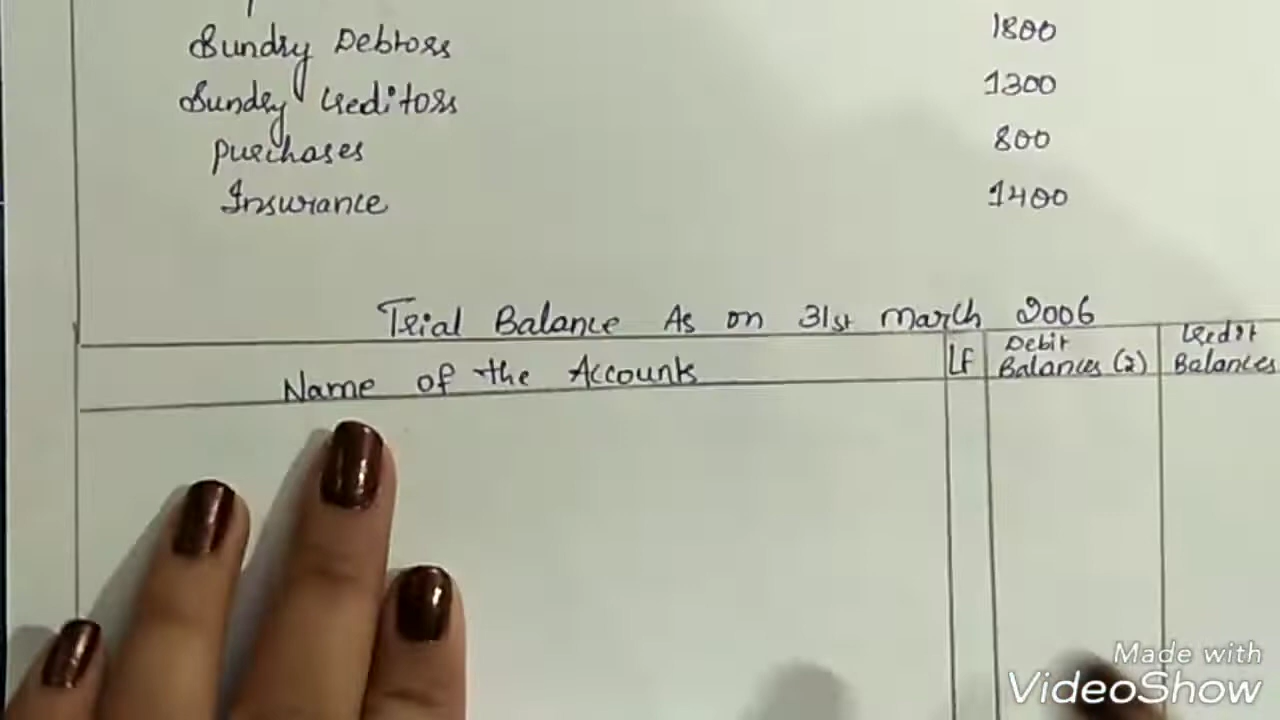 Sundry Debtors 1800
Sundry Creditors 1300
Purchases 800
Insurance 1400
Trial Balance As on 31st March 2006
Name of the Accounts LF Debit Balances (₹) Credit Balances
Made with
VideoShow